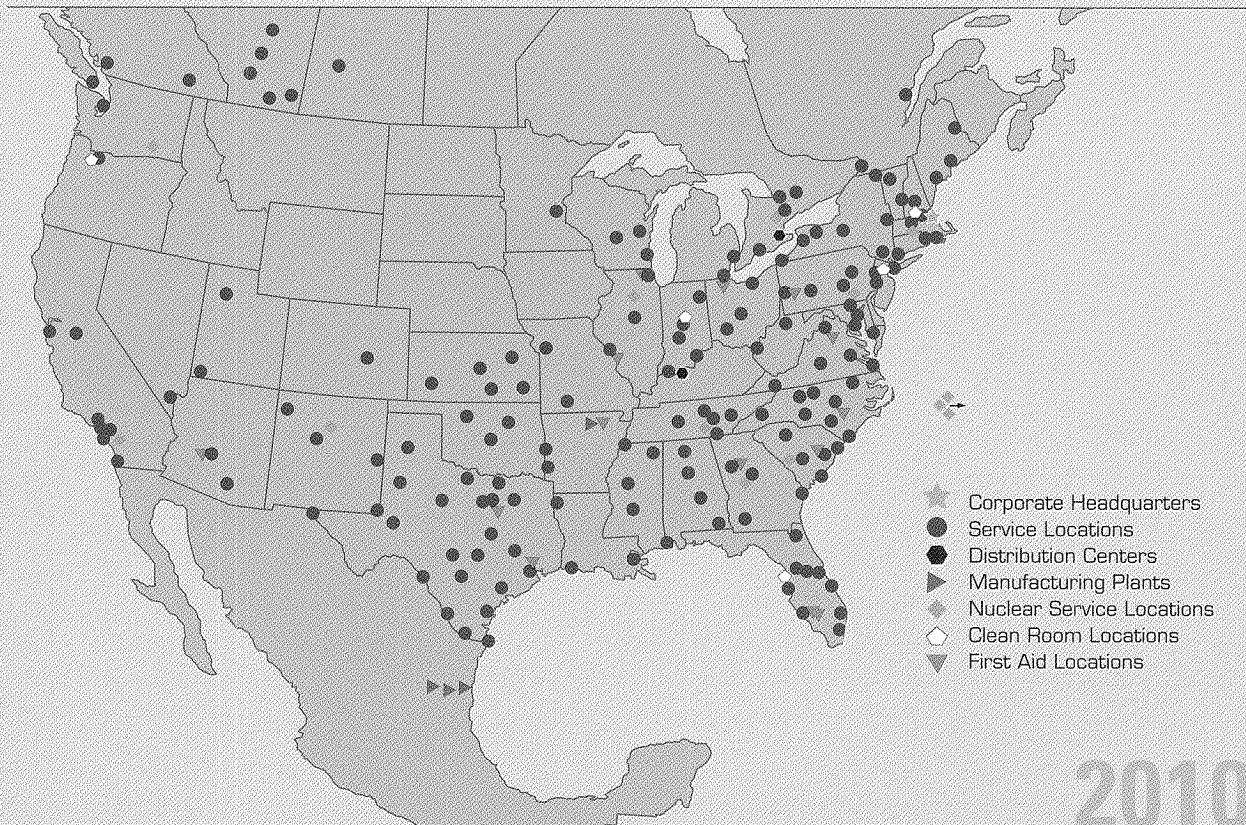 Corporate Headquarters
Service Locations
Distribution Centers
Manufacturing Plants
Nuclear Service Locations
Clean Room Locations
First Aid Locations
2010